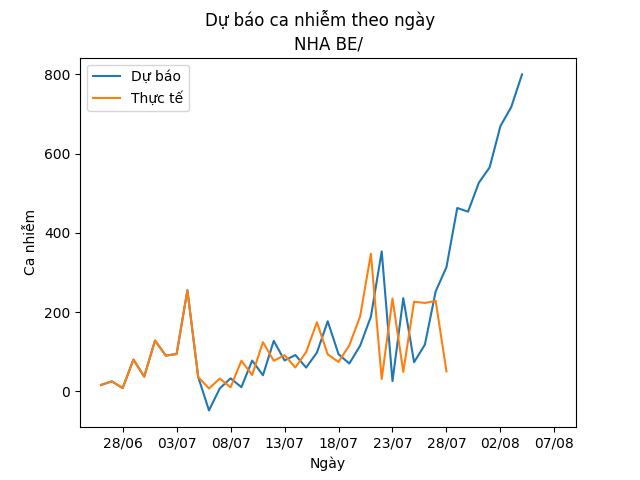 Dự báo ca nhiễm theo ngày
NHA BE/
Dự báo
Thực tế
Ca nhiễm
800
600
400
200
0
28/06
03/07
08/07
13/07
18/07
23/07
28/07
02/08
07/08
Ngày